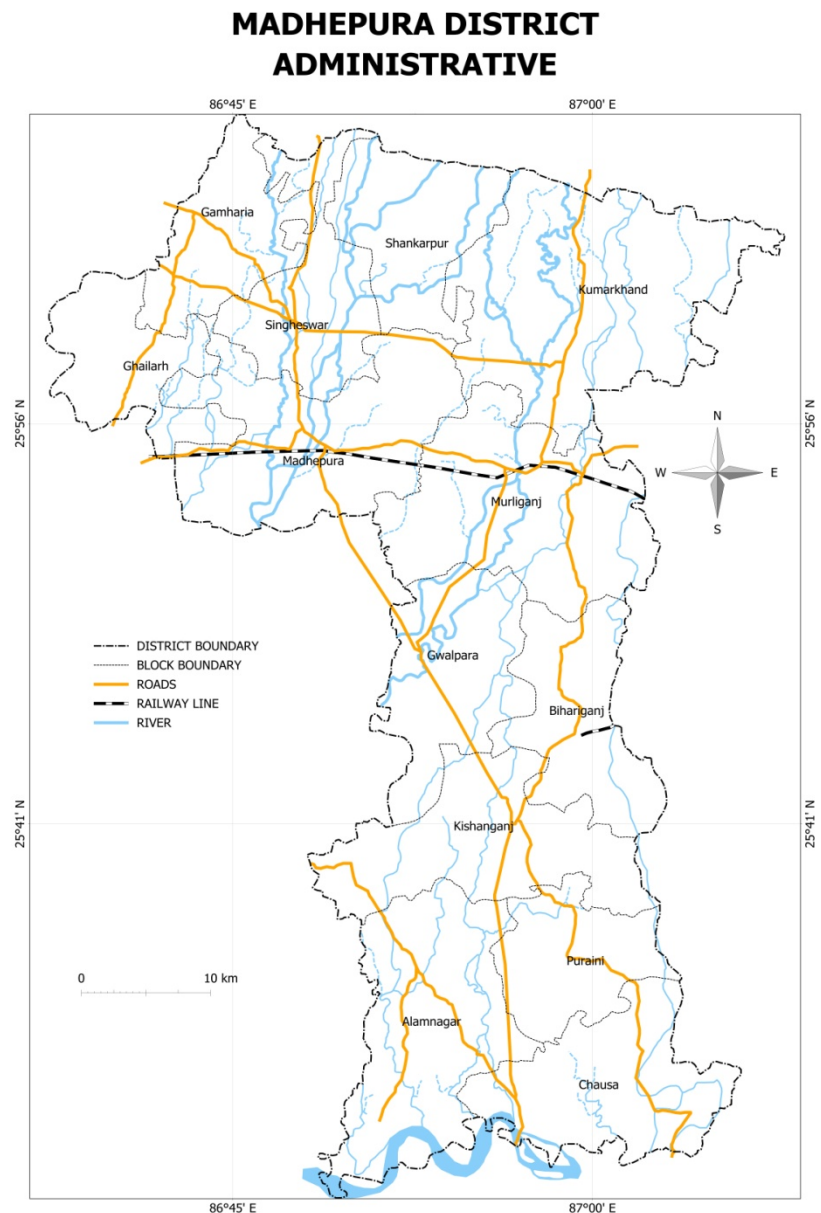 MADHEPURA DISTRICT
ADMINISTRATIVE
86°45' E
87°00' E
Gamharia
Shankarpur
Kumarkhand
Singheswar
Ghailarh
25°56' N
25°56' N
N
W
E
S
Madhepura
Murliganj
DISTRICT BOUNDARY
BLOCK BOUNDARY
ROADS
RAILWAY LINE
RIVER
Gwalpara
Bihariganj
25°41' N
25°41' N
Kishanganj
Puraini
0
10 km
Alamnagar
Chausa
86°45' E
87°00' E